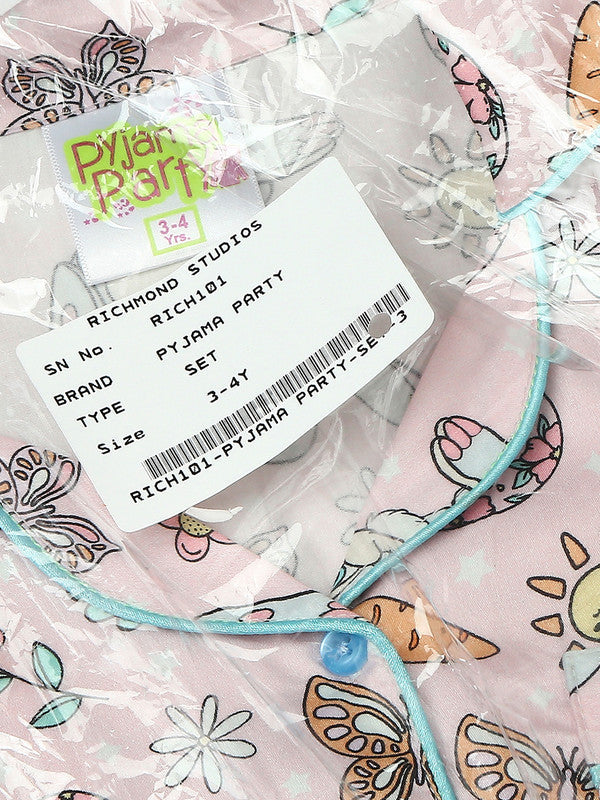 Pyjama
Party
3-4
Yrs.
RICHMOND STUDIOS
SN No. RICH101
BRAND PYJAMA PARTY
TYPE SET
Size 3-4Y
RICH101-PYJAMA PARTY-SET-3